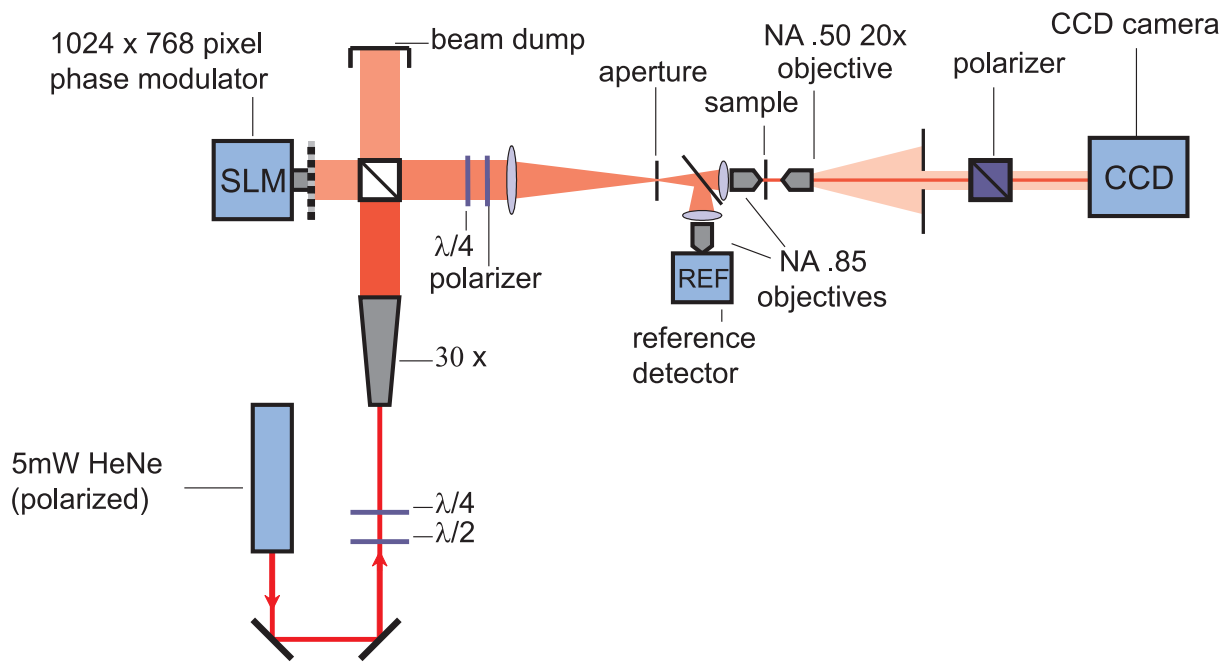 1024 x 768 pixel
phase modulator
beam dump
aperture
NA .50 20x
objective
sample
polarizer
CCD camera
SLM
CCD
λ/4
polarizer
REF
NA .85
objectives
reference
detector
30 x
5mW HeNe
(polarized)
λ/4
λ/2